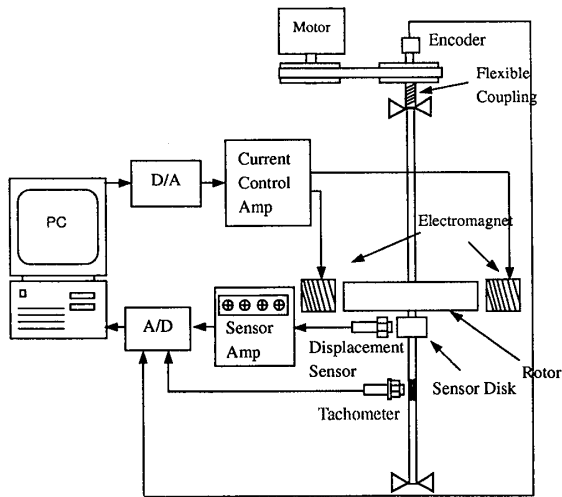 Motor
Encoder
Flexible
Coupling
Current
Control
Amp
D/A
PC
Electromagnet
A/D
Sensor
Amp
Displacement
Sensor
Rotor
Sensor Disk
Tachometer